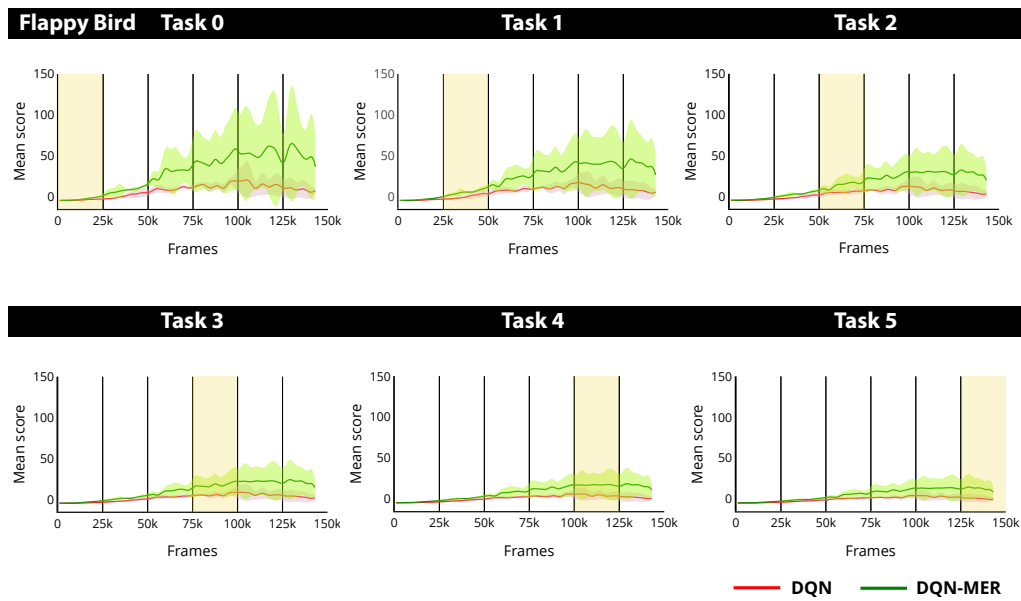 Flappy Bird Task 0 Task 1 Task 2
150 100 50 0
Mean score
0 25k 50k 75k 100k 125k 150k
Frames
150 100 50 0
Mean score
0 25k 50k 75k 100k 125k 150k
Frames
150 100 50 0
Mean score
0 25k 50k 75k 100k 125k 150k
Frames
Task 3 Task 4 Task 5
150 100 50 0
Mean score
0 25k 50k 75k 100k 125k 150k
Frames
150 100 50 0
Mean score
0 25k 50k 75k 100k 125k 150k
Frames
150 100 50 0
Mean score
0 25k 50k 75k 100k 125k 150k
Frames
DQN DQN-MER